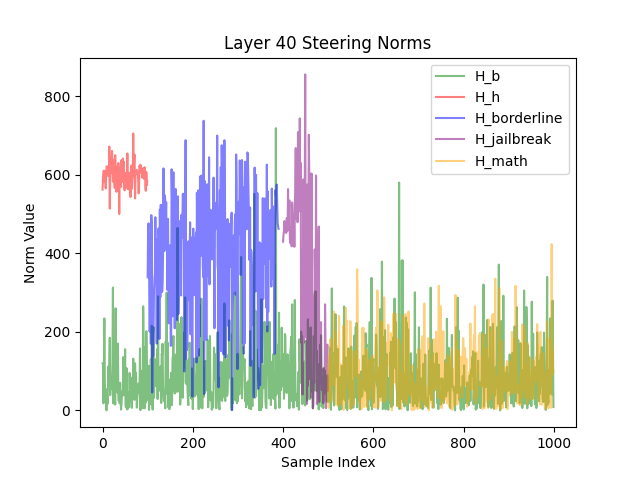 Layer 40 Steering Norms
H_b
H_h
H_borderline
H_jailbreak
H_math
Norm Value
800
600
400
200
0
0 200 400 600 800 1000
Sample Index